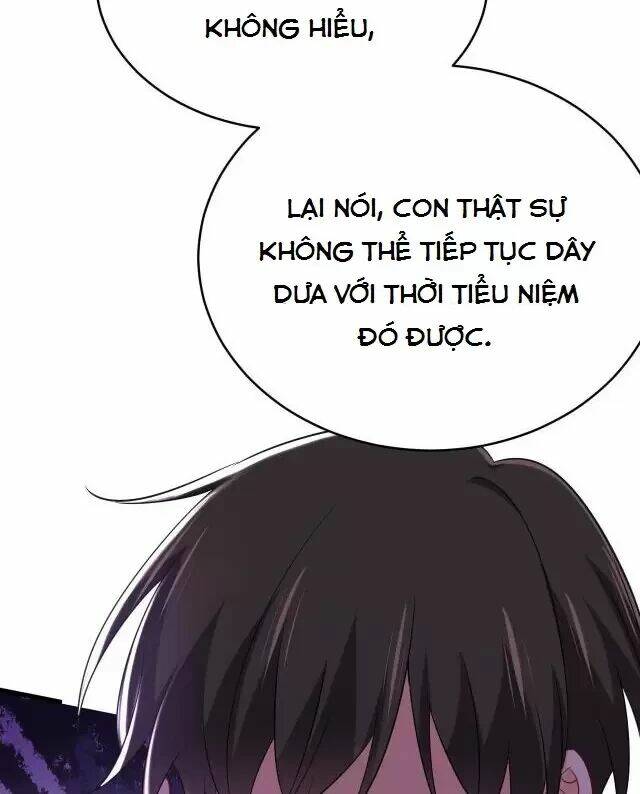 KHÔNG HIỂU,
LẠI NÓI, CON THẬT SỰ
KHÔNG THỂ TIẾP TỤC DÂY
DƯA VỚI THỜI TIỂU NIỆM
ĐÓ ĐƯỢC.